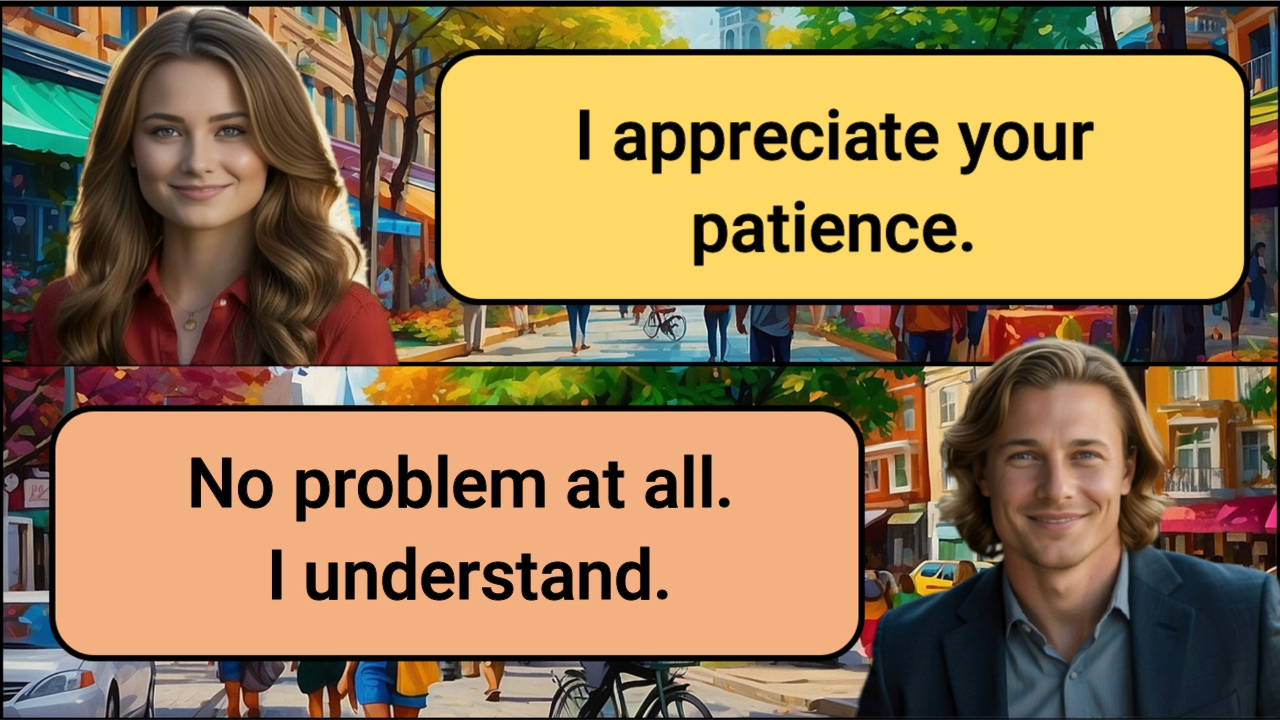 I appreciate your
patience.
No problem at all.
I understand.